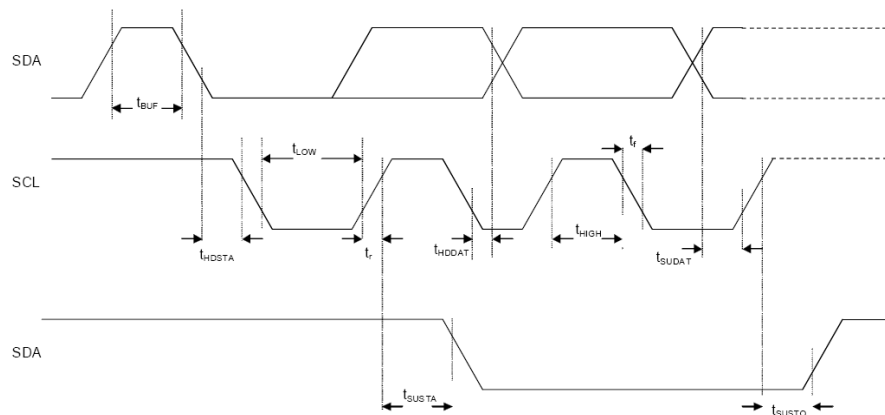 SDA
tBUF
tLOW
tf
SCL
tHDSTA
tr
tHDDAT
tHIGH
tSUDAT
SDA
tSUSTA
tSUSTO